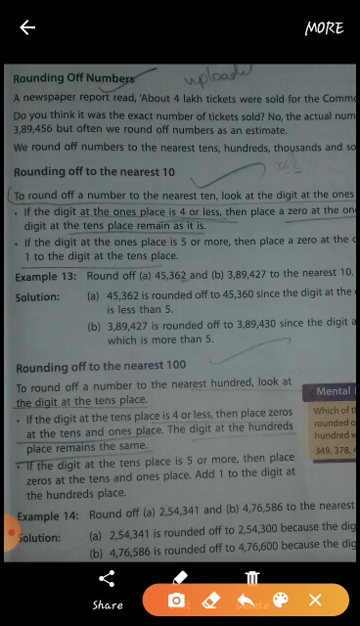 MORE
Rounding Off Numbers
uploaded
A newspaper report read, 'About 4 lakh tickets were sold for the Comm
Do you think it was the exact number of tickets sold? No, the actual num
3,89,456 but often we round off numbers as an estimate.
We round off numbers to the nearest tens, hundreds, thousands and so
Rounding off to the nearest 10
362
To round off a number to the nearest ten, look at the digit at the ones
• If the digit at the ones place is 4 or less, then place a zero at the on
digit at the tens place remain as it is.
• If the digit at the ones place is 5 or more, then place a zero at the
1 to the digit at the tens place.
Example 13: Round off (a) 45,362 and (b) 3,89,427 to the nearest 10.
Solution: (a) 45,362 is rounded off to 45,360 since the digit at the
is less than 5.
(b) 3,89,427 is rounded off to 3,89,430 since the digit a
which is more than 5.
Rounding off to the nearest 100
To round off a number to the nearest hundred, look at
the digit at the tens place.
• If the digit at the tens place is 4 or less, then place zeros
at the tens and ones place. The digit at the hundreds
place remains the same.
• If the digit at the tens place is 5 or more, then place
zeros at the tens and ones place. Add 1 to the digit at
the hundreds place.
Mental
Which of t
rounded o
hundred w
349, 378,
Example 14: Round off (a) 2,54,341 and (b) 4,76,586 to the nearest
Solution: (a) 2,54,341 is rounded off to 2,54,300 because the dig
(b) 4,76,586 is rounded off to 4,76,600 because the dig
Share